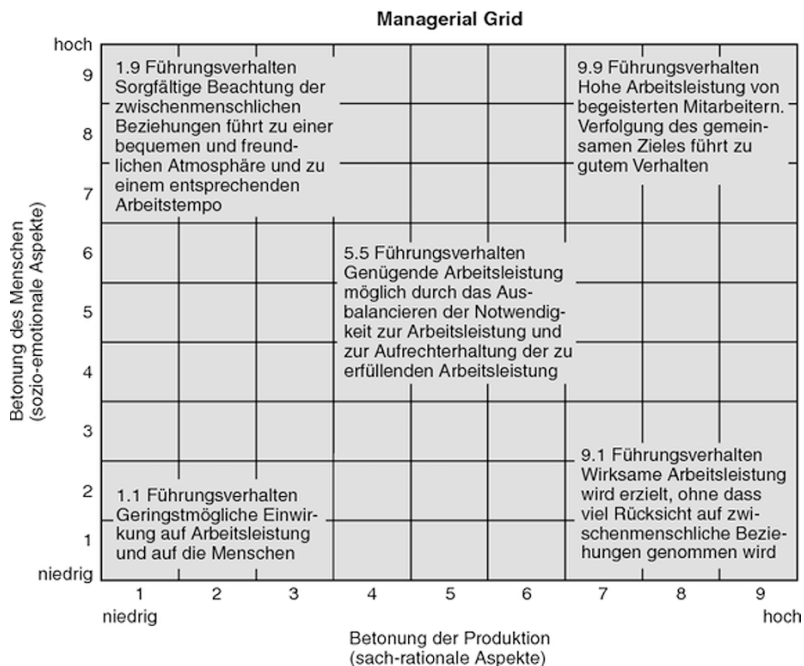 Managerial Grid
hoch
9
8
7
6
5
4
3
2
1
niedrig
Betonung des Menschen
(sozio-emotionale Aspekte)
1.9 Führungsverhalten
Sorgfältige Beachtung der
zwischenmenschlichen
Beziehungen führt zu einer
bequemen und freund-
lichen Atmosphäre und zu
einem entsprechenden
Arbeitstempo
9.9 Führungsverhalten
Hohe Arbeitsleistung von
begeisterten Mitarbeitern.
Verfolgung des gemein-
samen Zieles führt zu
gutem Verhalten
5.5 Führungsverhalten
Genügende Arbeitsleistung
möglich durch das Aus-
balancieren der Notwendig-
keit zur Arbeitsleistung und
zur Aufrechterhaltung der zu
erfüllenden Arbeitsleistung
1.1 Führungsverhalten
Geringstmögliche Einwir-
kung auf Arbeitsleistung
und auf die Menschen
9.1 Führungsverhalten
Wirksame Arbeitsleistung
wird erzielt, ohne dass
viel Rücksicht auf zwi-
schenmenschliche Bezie-
hungen genommen wird
1 2 3 4 5 6 7 8 9
niedrig hoch
Betonung der Produktion
(sach-rationale Aspekte)